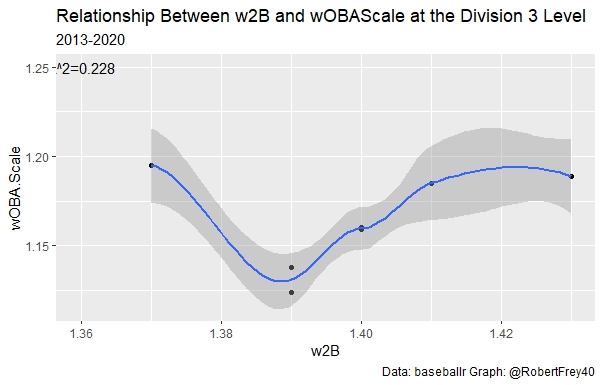 Relationship Between w2B and wOBAScale at the Division 3 Level
2013-2020
^2=0.228
1.25
1.20
1.15
wOBA Scale
1.36 1.38 1.40 1.42
w2B
Data: baseballr Graph: @RobertFrey40